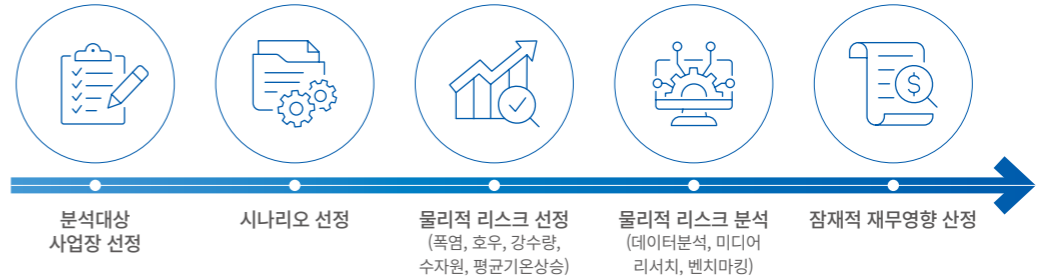 분석대상
사업장 선정
시나리오 선정
물리적 리스크 선정
(폭염, 호우, 강수량,
수자원, 평균기온상승)
물리적 리스크 분석
(데이터분석, 미디어
리서치, 벤치마킹)
잠재적 재무영향 산정
$